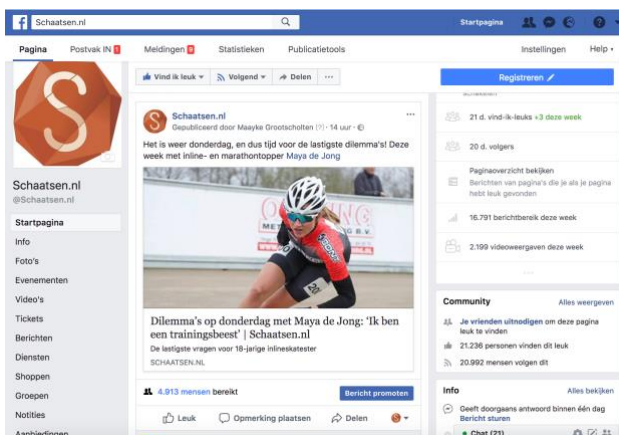 Schaatsen.nl
Startpagina
Pagina
Postvak IN 1
Meldingen 9
Statistieken
Publicatietools
Instellingen
Help
Vind ik leuk
Volgend
Delen
Registreren
Schaatsen.nl
@Schaatsen.nl
Startpagina
Info
Foto's
Evenementen
Video's
Tickets
Berichten
Diensten
Shoppen
Groepen
Notities
Aanbiedingen
Schaatsen.nl
Gepubliceerd door Maayke Grootscholten [?] · 14 uur ·
Het is weer donderdag, en dus tijd voor de lastigste dilemma's! Deze
week met inline- en marathontopper Maya de Jong
20
Dilemma's op donderdag met Maya de Jong: 'Ik ben
een trainingsbeest' | Schaatsen.nl
De lastigste vragen voor 18-jarige inlineskatester
SCHAATSEN.NL
4.913 mensen bereikt
Bericht promoten
Leuk
Opmerking plaatsen
Delen
21 d. vind-ik-leuks +3 deze week
20 d. volgers
Paginaoverzicht bekijken
Berichten van pagina's die je als je pagina
hebt leuk gevonden
16.791 berichtbereik deze week
2.199 videoweergaven deze week
Community
Alles weergeven
Je vrienden uitnodigen om deze pagina
leuk te vinden
21.236 personen vinden dit leuk
20.992 mensen volgen dit
Info
Alles bekijken
Geeft doorgaans antwoord binnen één dag
Bericht sturen
Chat (21)